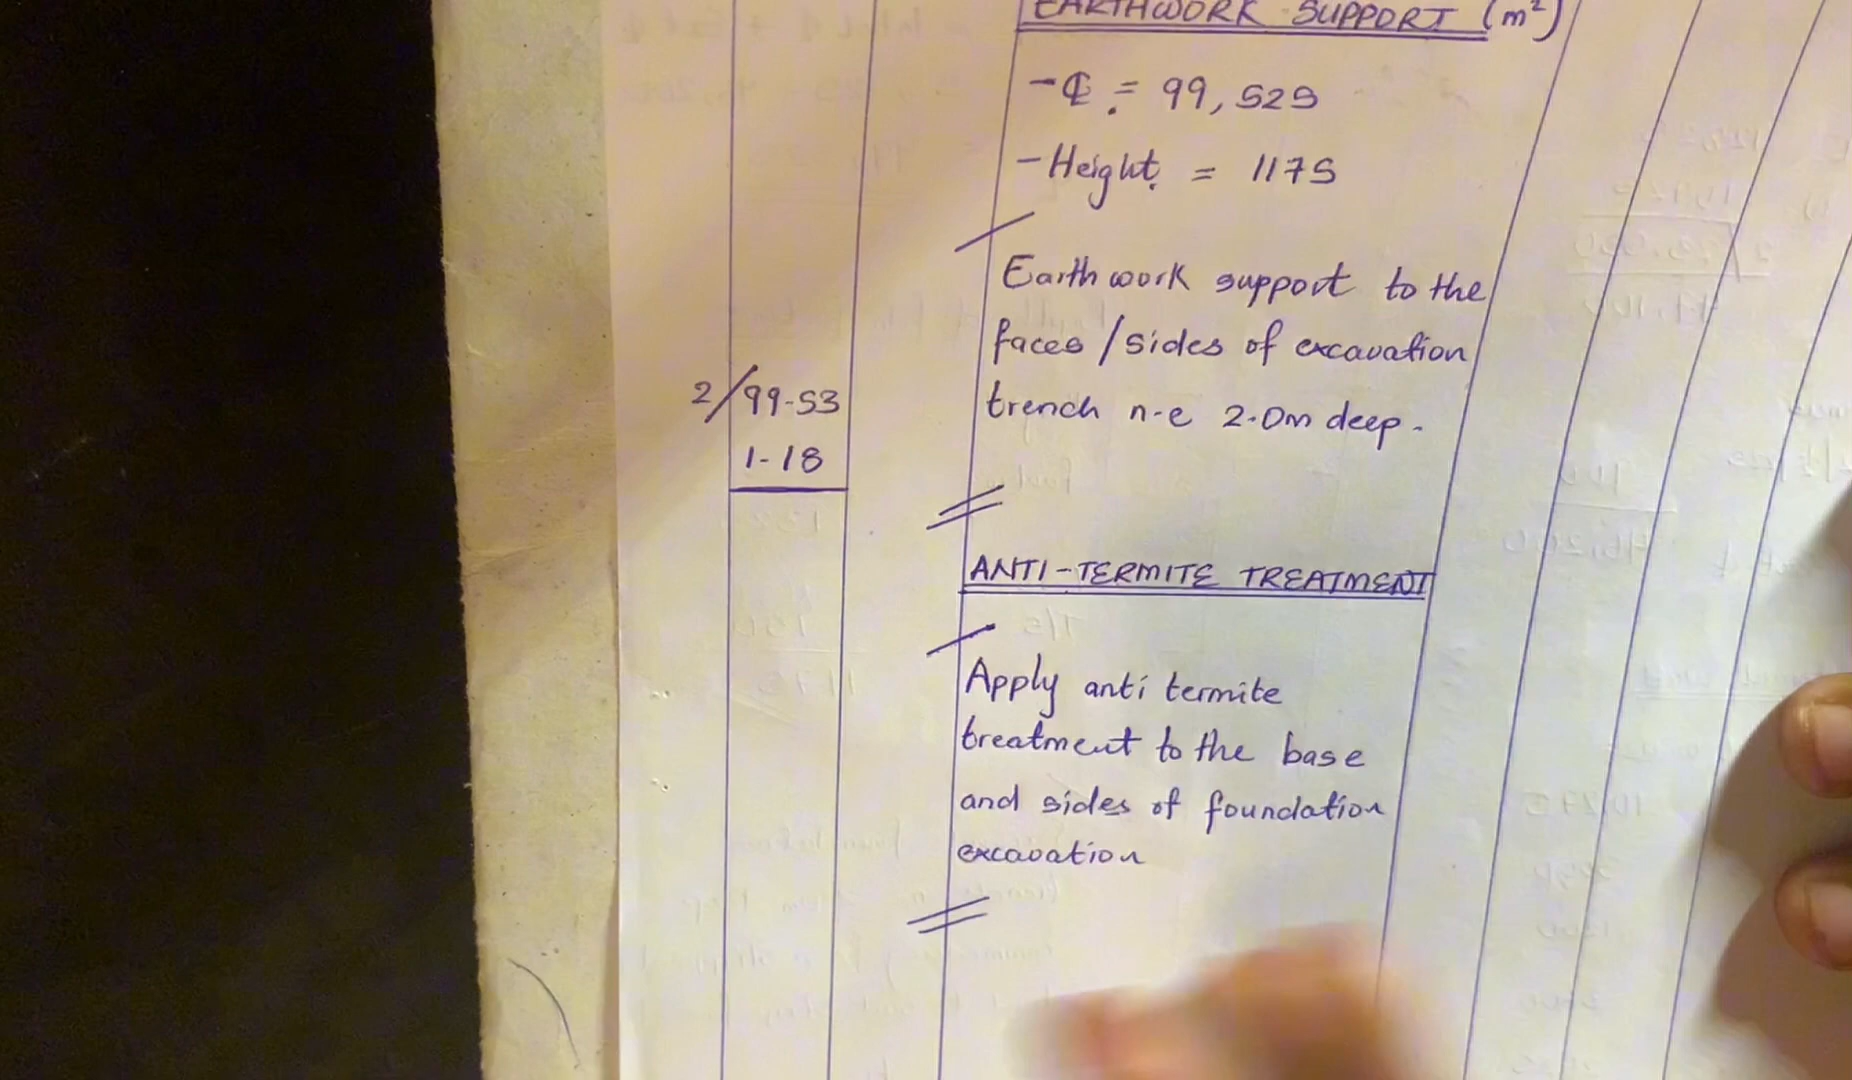 EARTHWORK SUPPORT (m²)
- ℄ = 99,525
- Height = 1175
Earthwork support to the
faces/sides of excavation
2/99-53 trench n-e 2.0m deep.
1-18
ANTI-TERMITE TREATMENT
Apply anti termite
treatment to the base
and sides of foundation
excavation